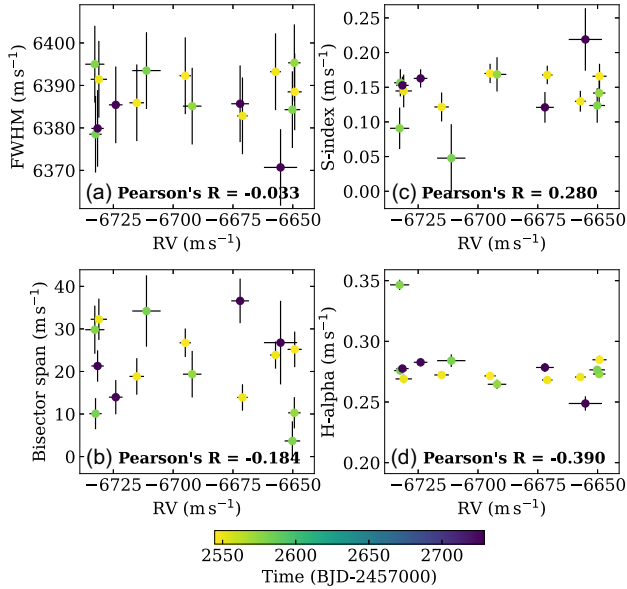 6400
6390
6380
6370
FWHM (m s⁻¹)
(a) Pearson's R = -0.033
−6725 −6700 −6675 −6650
RV (m s⁻¹)
0.25
0.20
0.15
0.10
0.05
0.00
S-index (m s⁻¹)
(c) Pearson's R = 0.280
−6725 −6700 −6675 −6650
RV (m s⁻¹)
40
30
20
10
0
Bisector span (m s⁻¹)
(b) Pearson's R = -0.184
−6725 −6700 −6675 −6650
RV (m s⁻¹)
0.35
0.30
0.25
0.20
H-alpha (m s⁻¹)
(d) Pearson's R = -0.390
−6725 −6700 −6675 −6650
RV (m s⁻¹)
2550 2600 2650 2700
Time (BJD-2457000)